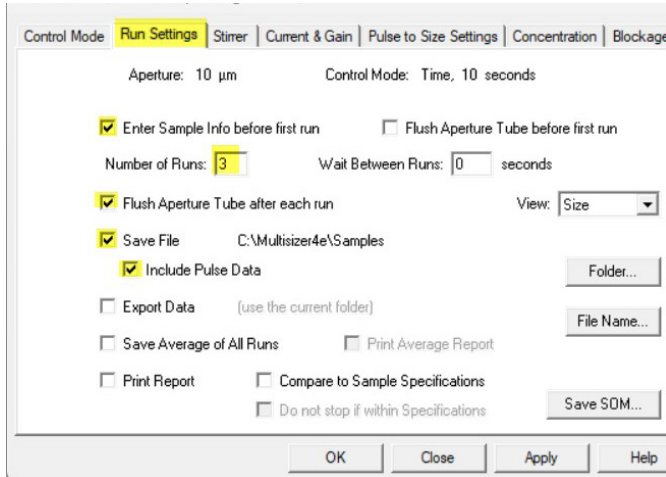 Control Mode Run Settings Stirrer Current & Gain Pulse to Size Settings Concentration Blockage
Aperture: 10 µm Control Mode: Time, 10 seconds
Enter Sample Info before first run Flush Aperture Tube before first run
Number of Runs: 3 Wait Between Runs: 0 seconds
Flush Aperture Tube after each run View: Size
Save File C:\Multisizer4e\Samples
Include Pulse Data Folder...
Export Data (use the current folder) File Name...
Save Average of All Runs Print Average Report
Print Report Compare to Sample Specifications
Do not stop if within Specifications Save SOM...
OK Close Apply Help